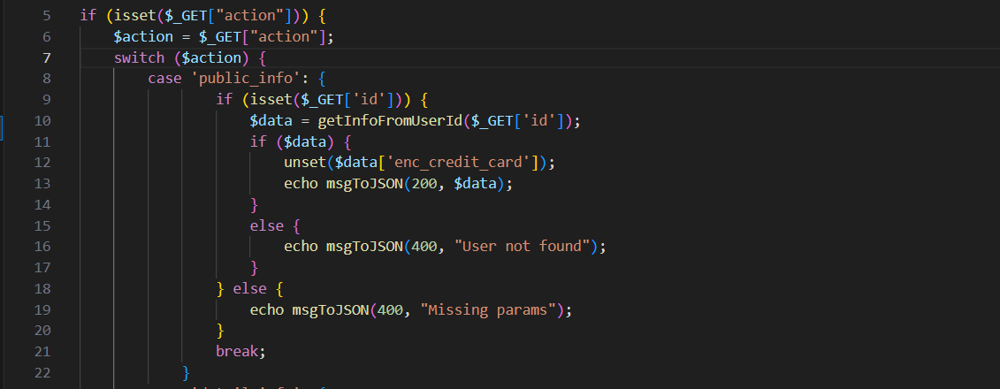 5 if (isset($_GET["action"])) {
6 $action = $_GET["action"];
7 switch ($action) {
8 case 'public_info': {
9 if (isset($_GET['id'])) {
10 $data = getInfoFromUserId($_GET['id']);
11 if ($data) {
12 unset($data['enc_credit_card']);
13 echo msgToJSON(200, $data);
14 }
15 else {
16 echo msgToJSON(400, "User not found");
17 }
18 } else {
19 echo msgToJSON(400, "Missing params");
20 }
21 break;
22 }